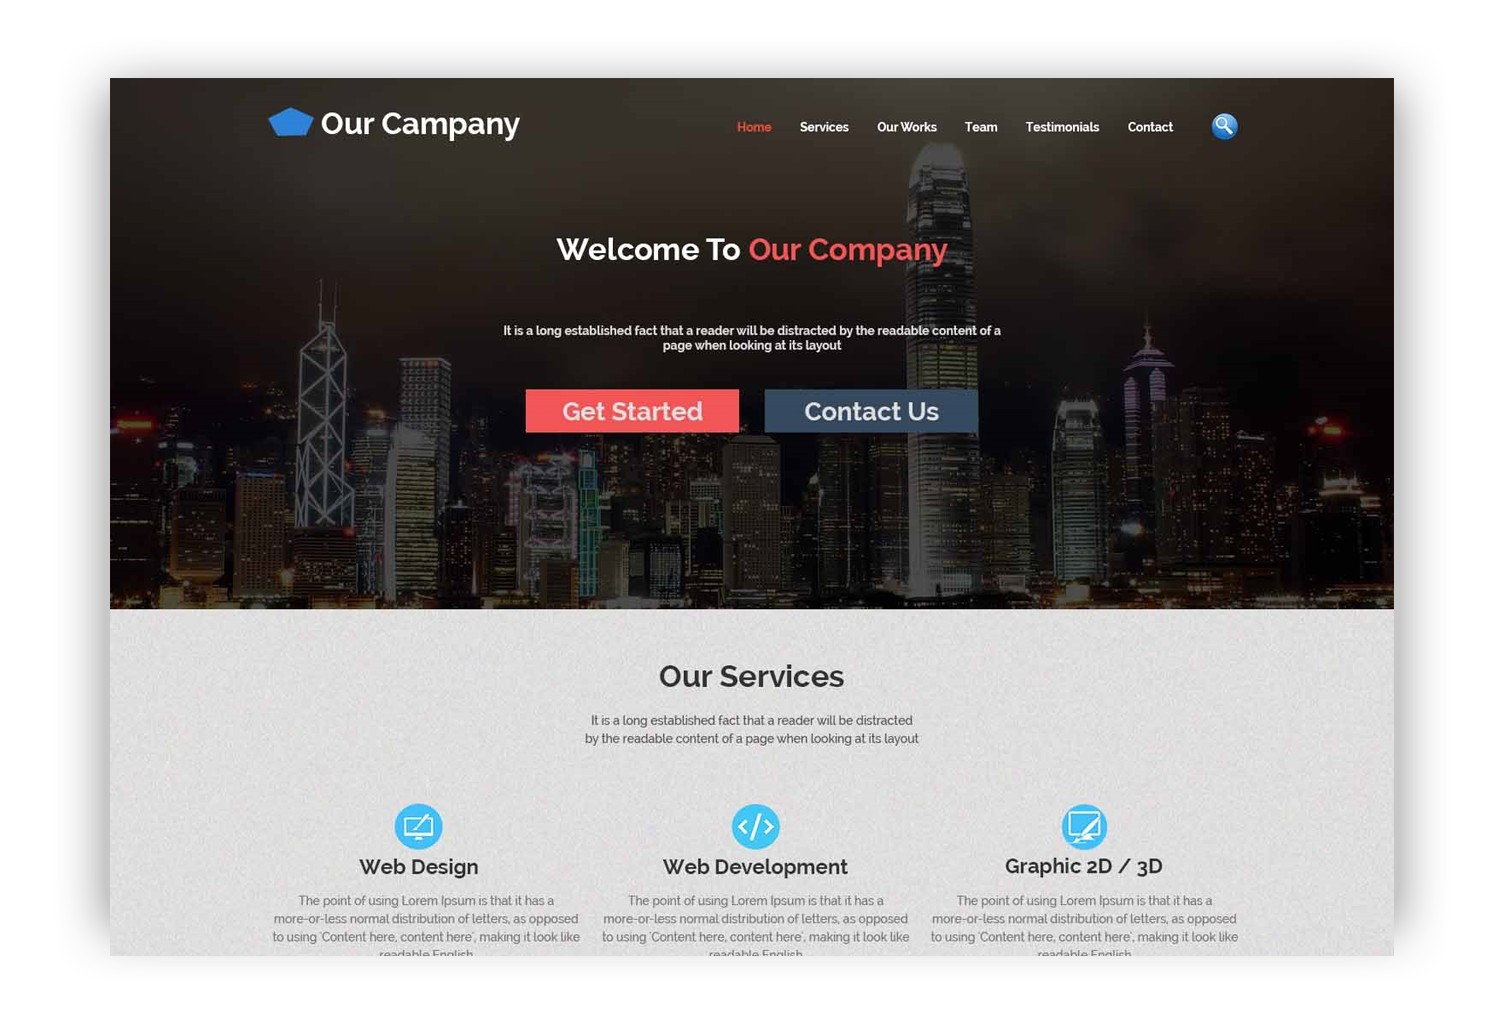 Our Campany
Home Services Our Works Team Testimonials Contact
Welcome To Our Company
It is a long established fact that a reader will be distracted by the readable content of a
page when looking at its layout
Get Started
Contact Us
Our Services
It is a long established fact that a reader will be distracted
by the readable content of a page when looking at its layout
Web Design
The point of using Lorem Ipsum is that it has a
more-or-less normal distribution of letters, as opposed
to using 'Content here, content here', making it look like
readable English.
Web Development
The point of using Lorem Ipsum is that it has a
more-or-less normal distribution of letters, as opposed
to using 'Content here, content here', making it look like
readable English.
Graphic 2D / 3D
The point of using Lorem Ipsum is that it has a
more-or-less normal distribution of letters, as opposed
to using 'Content here, content here', making it look like
readable English.